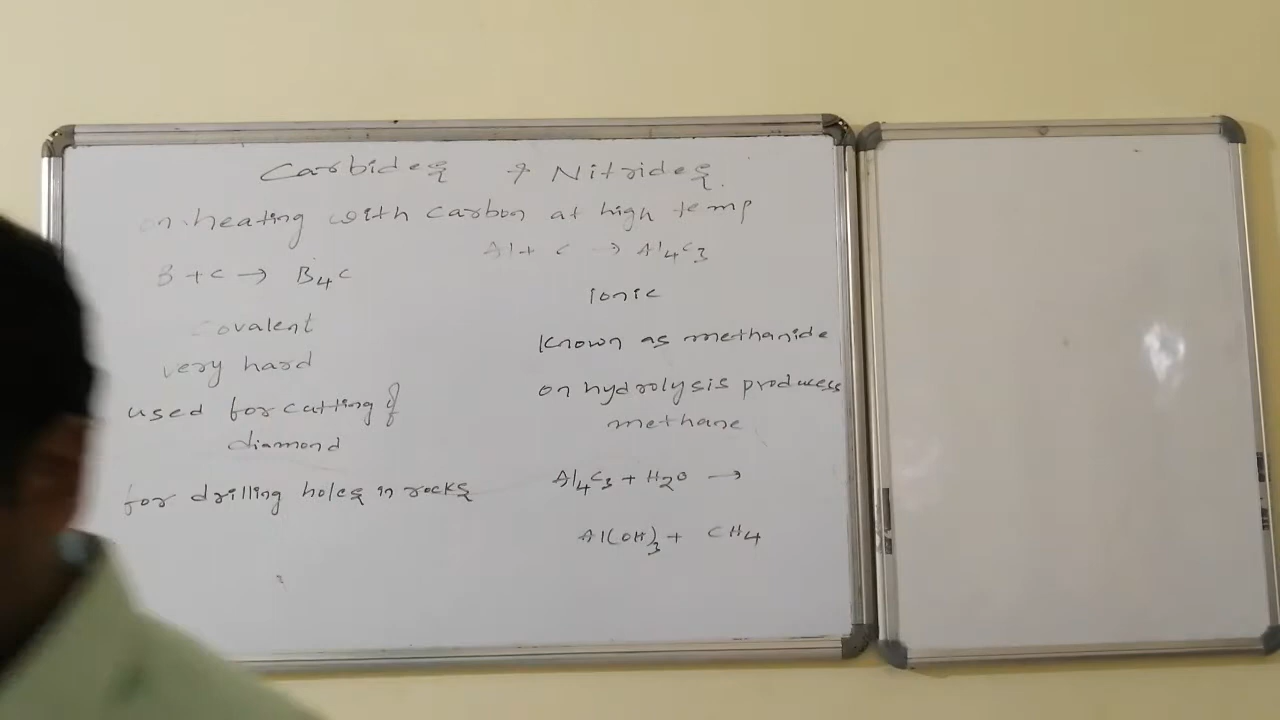 Carbides & Nitrides.
on heating with carbon at high temp
B + C → B4C
covalent
very hard
used for cutting of
diamond
for drilling holes in rocks
Al + C → Al4C3
ionic
known as methanide
on hydrolysis produces
methane
Al4C3 + H2O →
Al(OH)3 + CH4